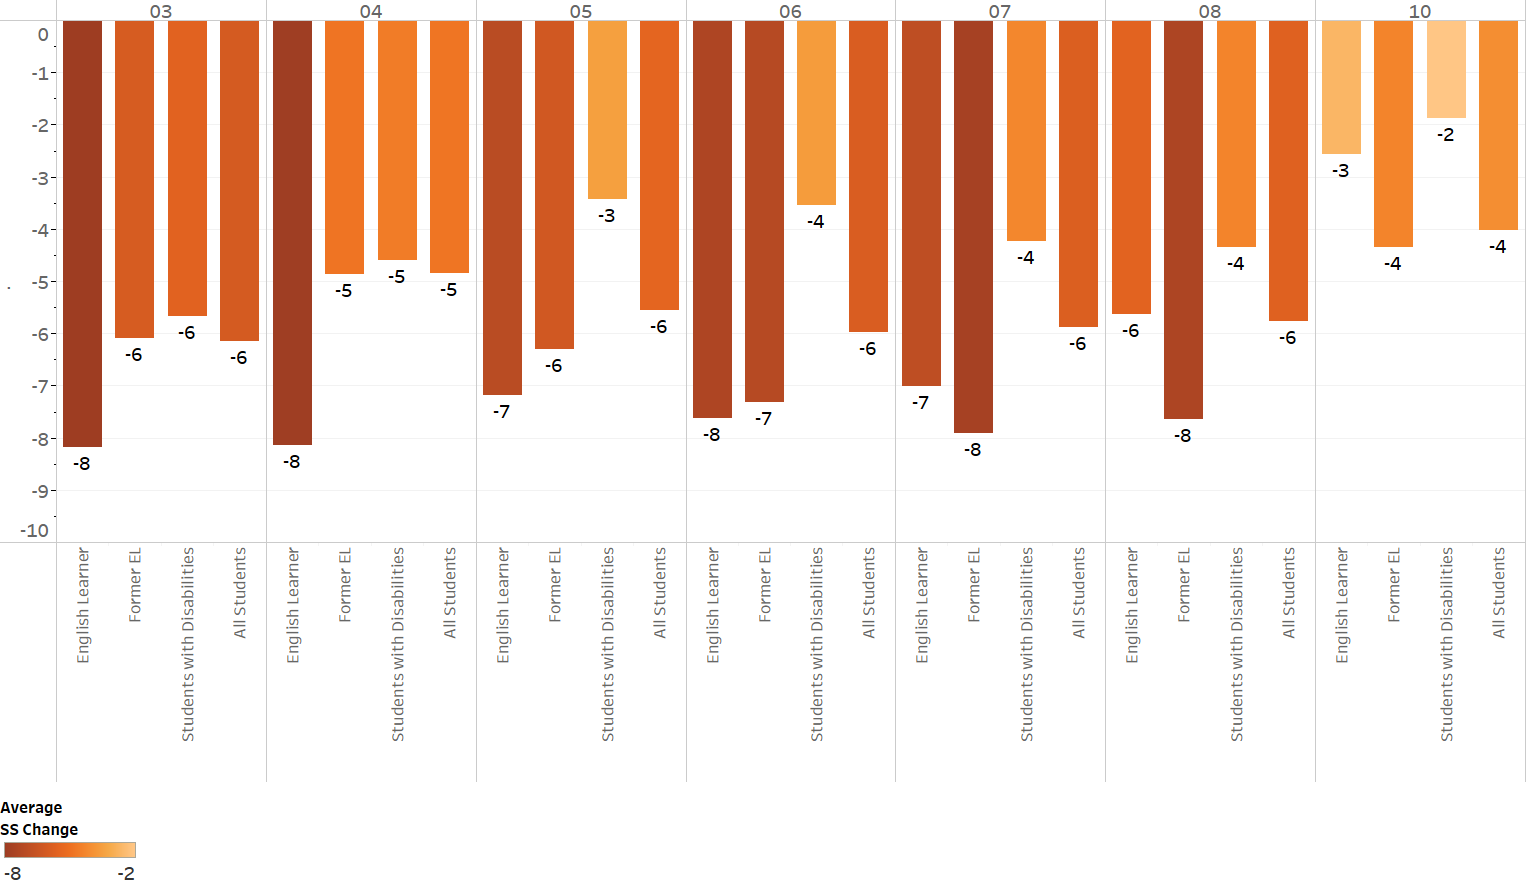 03 04 05 06 07 08 10
0
-1
-2
-3
-4
-5
-6
-7
-8
-9
-10
-8 -6 -6 -6
-8 -5 -5 -5
-7 -6 -3 -6
-8 -7 -4 -6
-7 -8 -4 -6
-6 -8 -4 -6
-3 -4 -2 -4
English Learner
Former EL
Students with Disabilities
All Students
English Learner
Former EL
Students with Disabilities
All Students
English Learner
Former EL
Students with Disabilities
All Students
English Learner
Former EL
Students with Disabilities
All Students
English Learner
Former EL
Students with Disabilities
All Students
English Learner
Former EL
Students with Disabilities
All Students
English Learner
Former EL
Students with Disabilities
All Students
Average
SS Change
-8 -2